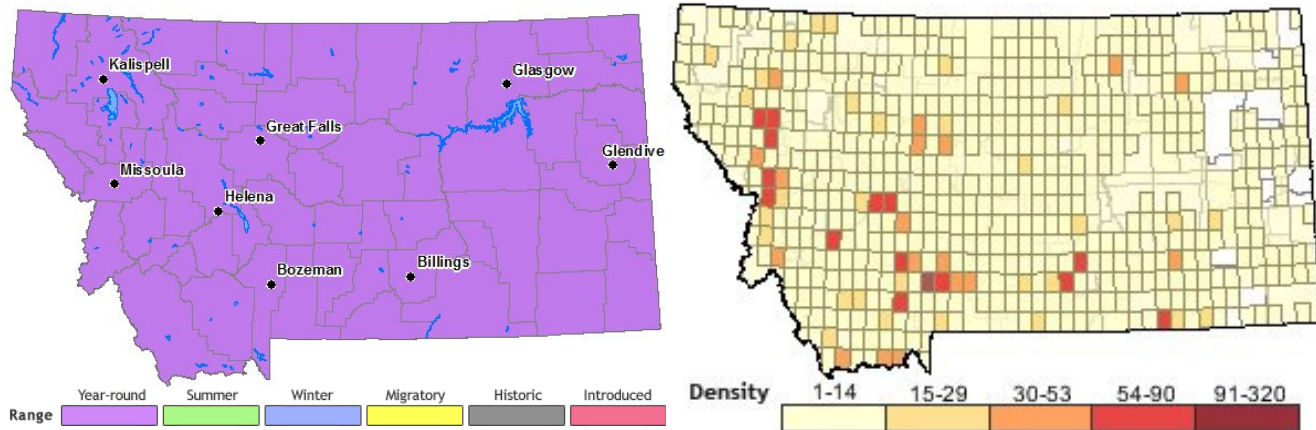 Kalispell
Glasgow
Great Falls
Glendive
Missoula
Helena
Bozeman
Billings
Year-round Summer Winter Migratory Historic Introduced
Range
Density 1-14 15-29 30-53 54-90 91-320